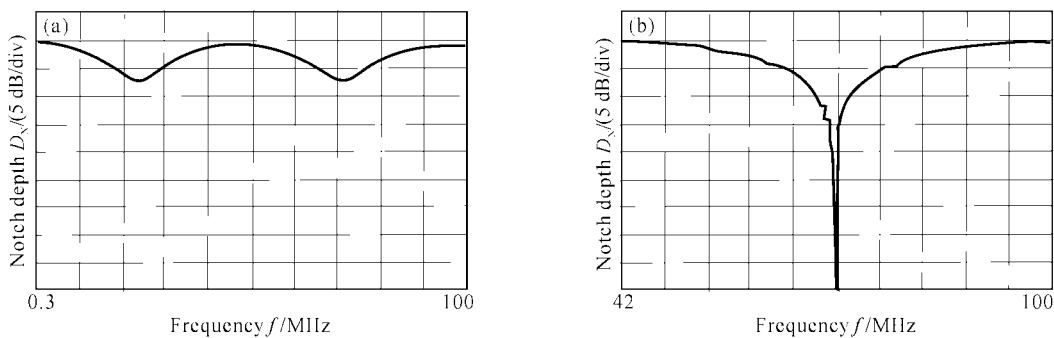 (a)
Notch depth D_N/(5 dB/div)
0.3 100
Frequency f/MHz
(b)
Notch depth D_N/(5 dB/div)
42 100
Frequency f/MHz